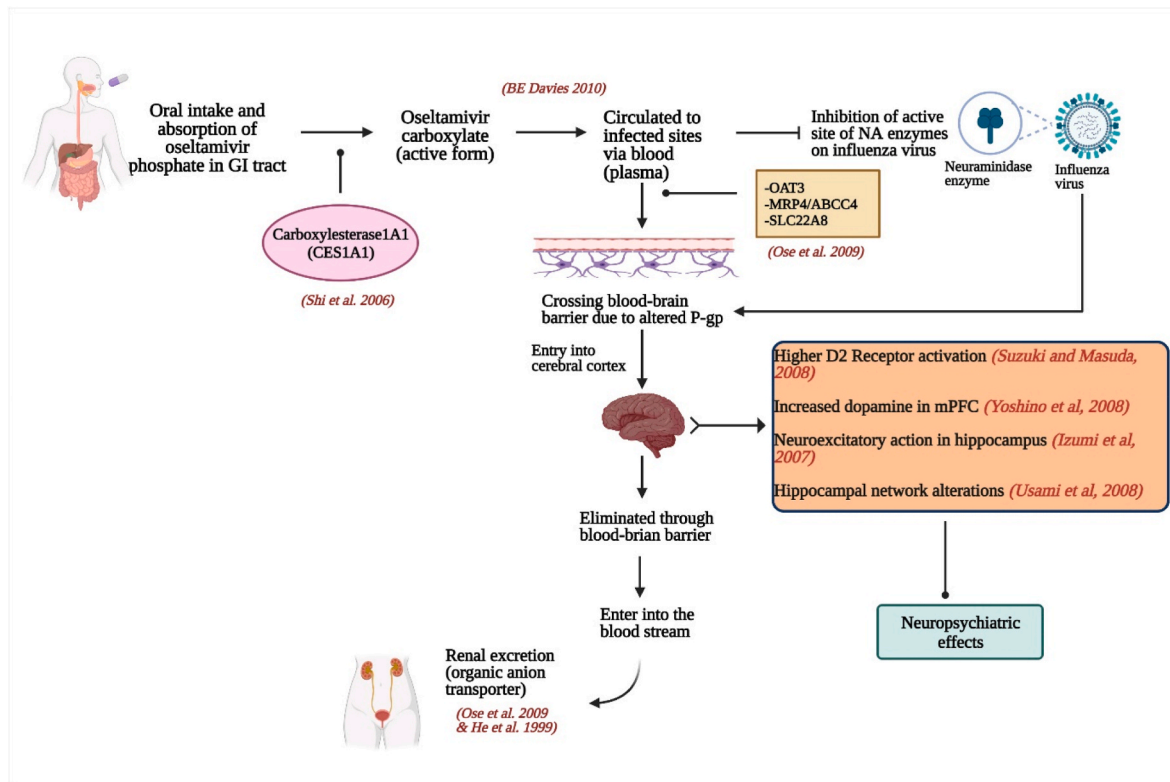 (BE Davies 2010)
Oral intake and
absorption of
oseltamivir
phosphate in GI tract
Oseltamivir
carboxylate
(active form)
Circulated to
infected sites
via blood
(plasma)
Inhibition of active
site of NA enzymes
on influenza virus
Neuraminidase
enzyme
Influenza
virus
Carboxylesterase1A1
(CES1A1)
(Shi et al. 2006)
-OAT3
-MRP4/ABCC4
-SLC22A8
(Ose et al. 2009)
Crossing blood-brain
barrier due to altered P-gp
Entry into
cerebral cortex
Higher D2 Receptor activation (Suzuki and Masuda,
2008)
Increased dopamine in mPFC (Yoshino et al, 2008)
Neuroexcitatory action in hippocampus (Izumi et al,
2007)
Hippocampal network alterations (Usami et al, 2008)
Eliminated through
blood-brian barrier
Enter into the
blood stream
Neuropsychiatric
effects
Renal excretion
(organic anion
transporter)
(Ose et al. 2009
& He et al. 1999)